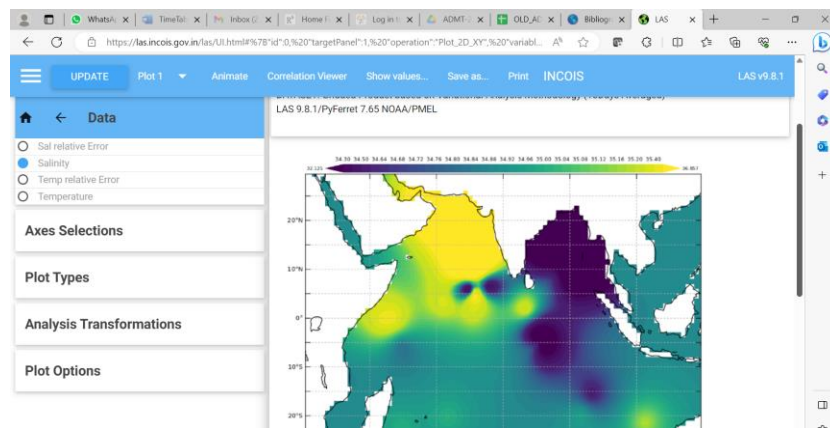 WhatsA
TimeTab
Inbox (2
Home F
Log in t
ADMT-2
OLD_AD
Bibliogr
LAS
https://las.incois.gov.in/las/UI.html#%7B"id":0,%20"targetPanel":1,%20"operation":"Plot_2D_XY",%20"variabl...
UPDATE Plot 1 Animate Correlation Viewer Show values... Save as... Print INCOIS LAS v9.8.1
LAS 9.8.1/PyFerret 7.65 NOAA/PMEL
Data
Sal relative Error
Salinity
Temp relative Error
Temperature
Axes Selections
Plot Types
Analysis Transformations
Plot Options
34.30 34.50 34.64 34.68 34.72 34.76 34.80 34.84 34.88 34.92 34.96 35.00 35.04 35.08 35.12 35.16 35.20 35.40
20°N
10°N
0°
10°S
20°S